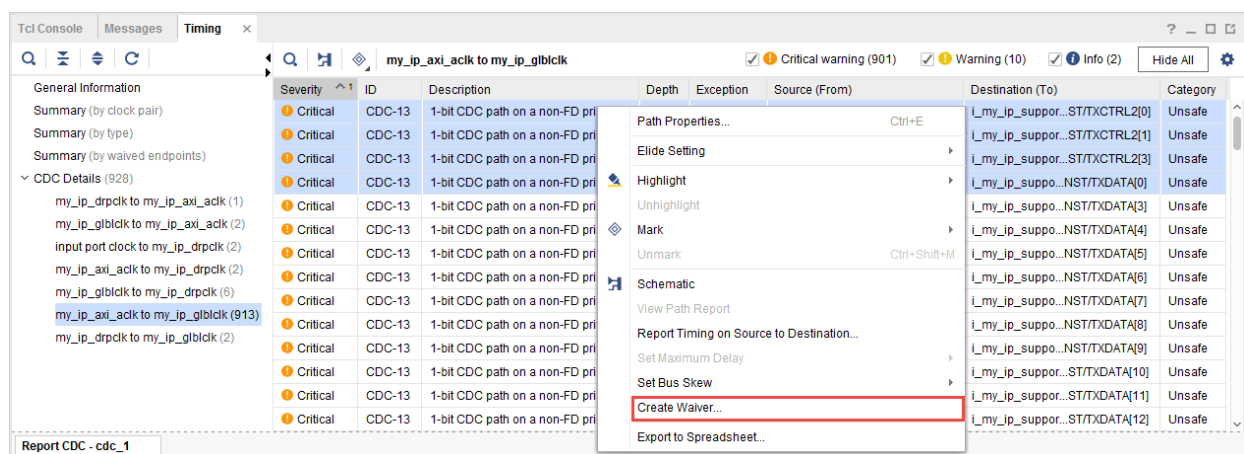 Tcl Console Messages Timing ×
my_ip_axi_aclk to my_ip_glblclk Critical warning (901) Warning (10) Info (2) Hide All
General Information
Summary (by clock pair)
Summary (by type)
Summary (by waived endpoints)
CDC Details (928)
my_ip_drpclk to my_ip_axi_aclk (1)
my_ip_glblclk to my_ip_axi_aclk (2)
input port clock to my_ip_drpclk (2)
my_ip_axi_aclk to my_ip_drpclk (2)
my_ip_glblclk to my_ip_drpclk (6)
my_ip_axi_aclk to my_ip_glblclk (913)
my_ip_drpclk to my_ip_glblclk (2)
Severity 1 ID Description Depth Exception Source (From) Destination (To) Category
Critical CDC-13 1-bit CDC path on a non-FD pri i_my_ip_suppor...ST/TXCTRL2[0] Unsafe
Critical CDC-13 1-bit CDC path on a non-FD pri i_my_ip_suppor...ST/TXCTRL2[1] Unsafe
Critical CDC-13 1-bit CDC path on a non-FD pri i_my_ip_suppor...ST/TXCTRL2[3] Unsafe
Critical CDC-13 1-bit CDC path on a non-FD pri i_my_ip_suppo...NST/TXDATA[0] Unsafe
Critical CDC-13 1-bit CDC path on a non-FD pri i_my_ip_suppo...NST/TXDATA[3] Unsafe
Critical CDC-13 1-bit CDC path on a non-FD pri i_my_ip_suppo...NST/TXDATA[4] Unsafe
Critical CDC-13 1-bit CDC path on a non-FD pri i_my_ip_suppo...NST/TXDATA[5] Unsafe
Critical CDC-13 1-bit CDC path on a non-FD pri i_my_ip_suppo...NST/TXDATA[6] Unsafe
Critical CDC-13 1-bit CDC path on a non-FD pri i_my_ip_suppo...NST/TXDATA[7] Unsafe
Critical CDC-13 1-bit CDC path on a non-FD pri i_my_ip_suppo...NST/TXDATA[8] Unsafe
Critical CDC-13 1-bit CDC path on a non-FD pri i_my_ip_suppo...NST/TXDATA[9] Unsafe
Critical CDC-13 1-bit CDC path on a non-FD pri i_my_ip_suppor...ST/TXDATA[10] Unsafe
Critical CDC-13 1-bit CDC path on a non-FD pri i_my_ip_suppor...ST/TXDATA[11] Unsafe
Critical CDC-13 1-bit CDC path on a non-FD pri i_my_ip_suppor...ST/TXDATA[12] Unsafe
Path Properties... Ctrl+E
Elide Setting
Highlight
Unhighlight
Mark
Unmark Ctrl+Shift+M
Schematic
View Path Report
Report Timing on Source to Destination...
Set Maximum Delay
Set Bus Skew
Create Waiver...
Export to Spreadsheet...
Report CDC - cdc_1